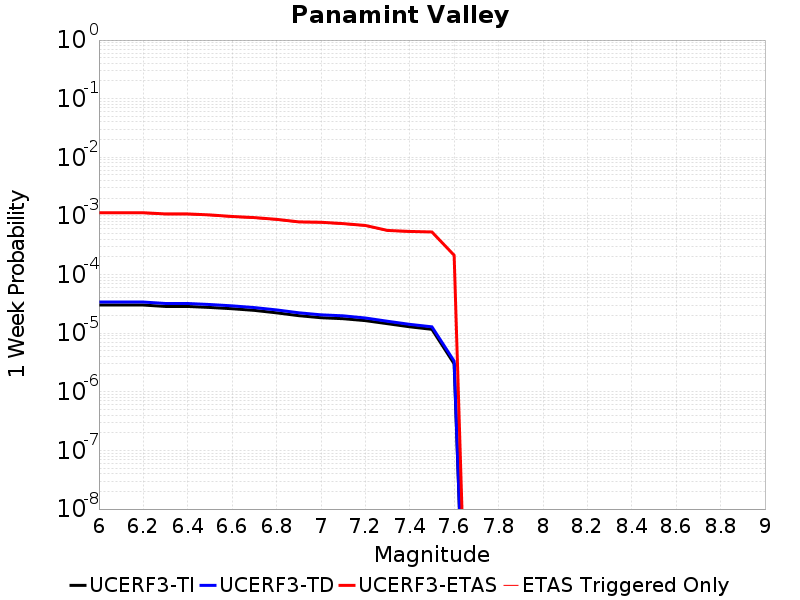 Panamint Valley
10^0
10^-1
10^-2
10^-3
10^-4
10^-5
10^-6
10^-7
10^-8
1 Week Probability
6 6.2 6.4 6.6 6.8 7 7.2 7.4 7.6 7.8 8 8.2 8.4 8.6 8.8 9
Magnitude
UCERF3-TI UCERF3-TD UCERF3-ETAS ETAS Triggered Only